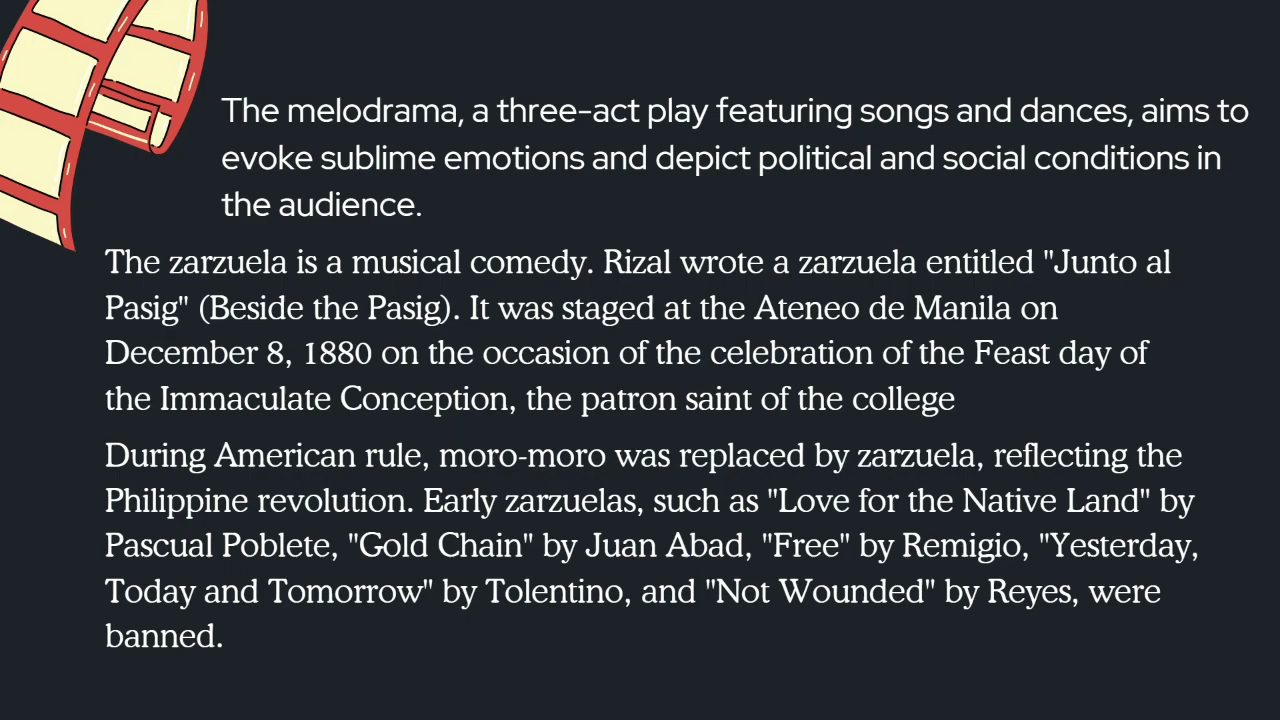 The melodrama, a three-act play featuring songs and dances, aims to
evoke sublime emotions and depict political and social conditions in
the audience.
The zarzuela is a musical comedy. Rizal wrote a zarzuela entitled "Junto al
Pasig" (Beside the Pasig). It was staged at the Ateneo de Manila on
December 8, 1880 on the occasion of the celebration of the Feast day of
the Immaculate Conception, the patron saint of the college
During American rule, moro-moro was replaced by zarzuela, reflecting the
Philippine revolution. Early zarzuelas, such as "Love for the Native Land" by
Pascual Poblete, "Gold Chain" by Juan Abad, "Free" by Remigio, "Yesterday,
Today and Tomorrow" by Tolentino, and "Not Wounded" by Reyes, were
banned.